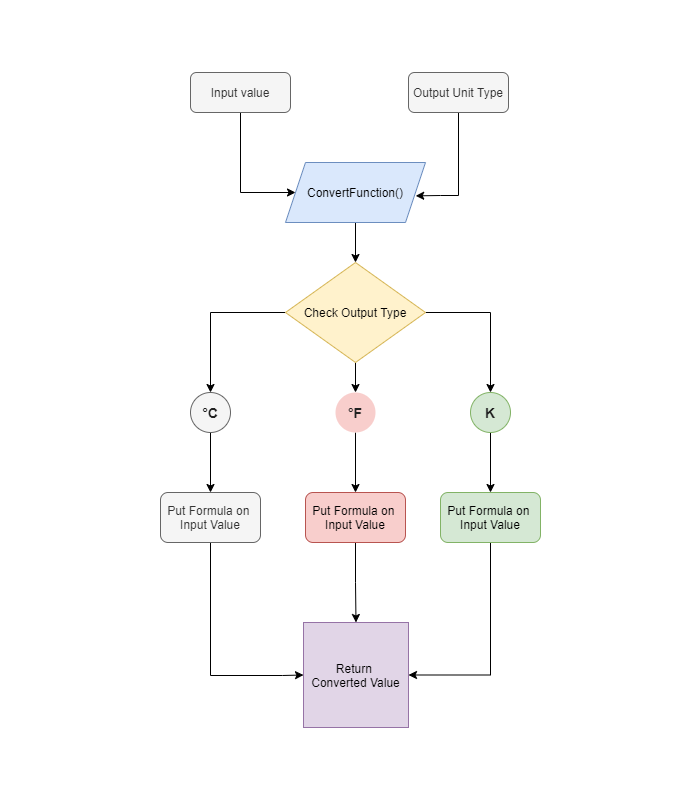 Input value
Output Unit Type
ConvertFunction()
Check Output Type
°C
°F
K
Put Formula on
Input Value
Put Formula on
Input Value
Put Formula on
Input Value
Return
Converted Value